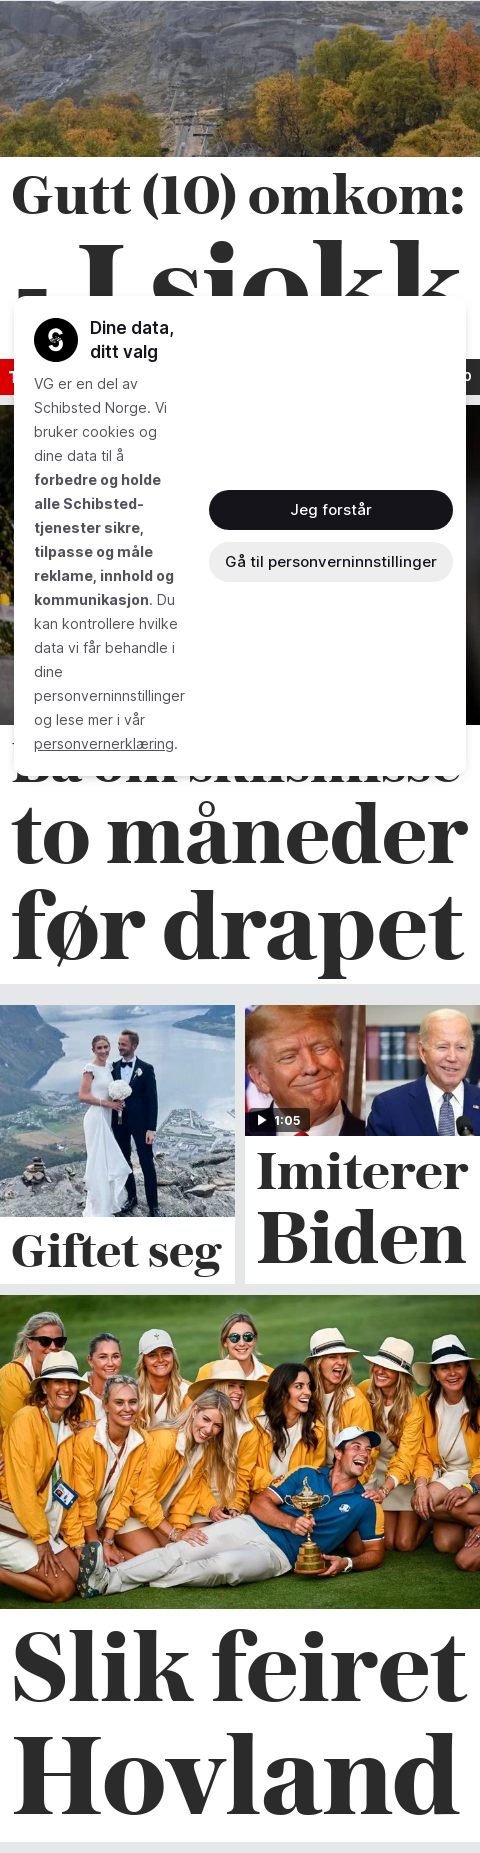 Gutt (10) omkom:
- I sjokk
Dine data,
ditt valg
VG er en del av
Schibsted Norge. Vi
bruker cookies og
dine data til å
forbedre og holde
alle Schibsted-
tjenester sikre,
tilpasse og måle
reklame, innhold og
kommunikasjon. Du
kan kontrollere hvilke
data vi får behandle i
dine
personverninnstillinger
og lese mer i vår
personvernerklæring.
Jeg forstår
Gå til personverninnstillinger
to måneder
før drapet
Giftet seg
1:05
Imiterer
Biden
Slik feiret
Hovland